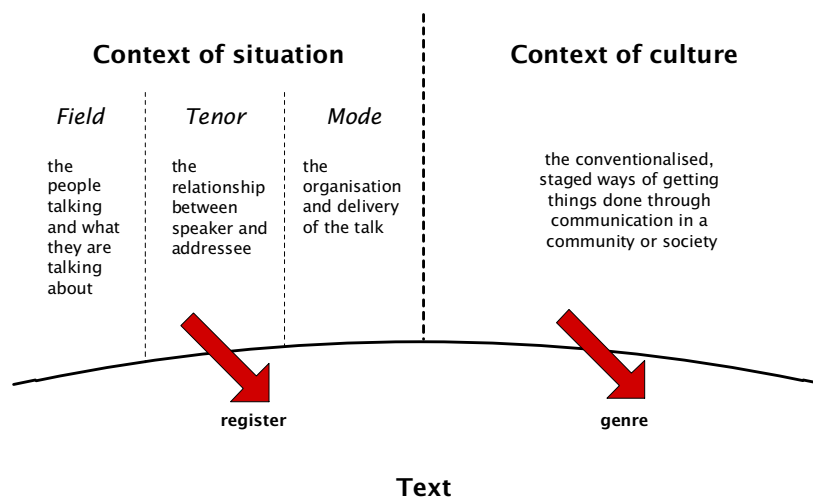 Context of situation
Context of culture
Field
Tenor
Mode
the
people
talking
and what
they are
talking
about
the
relationship
between
speaker and
addressee
the
organisation
and delivery
of the talk
the conventionalised,
staged ways of getting
things done through
communication in a
community or society
register
genre
Text